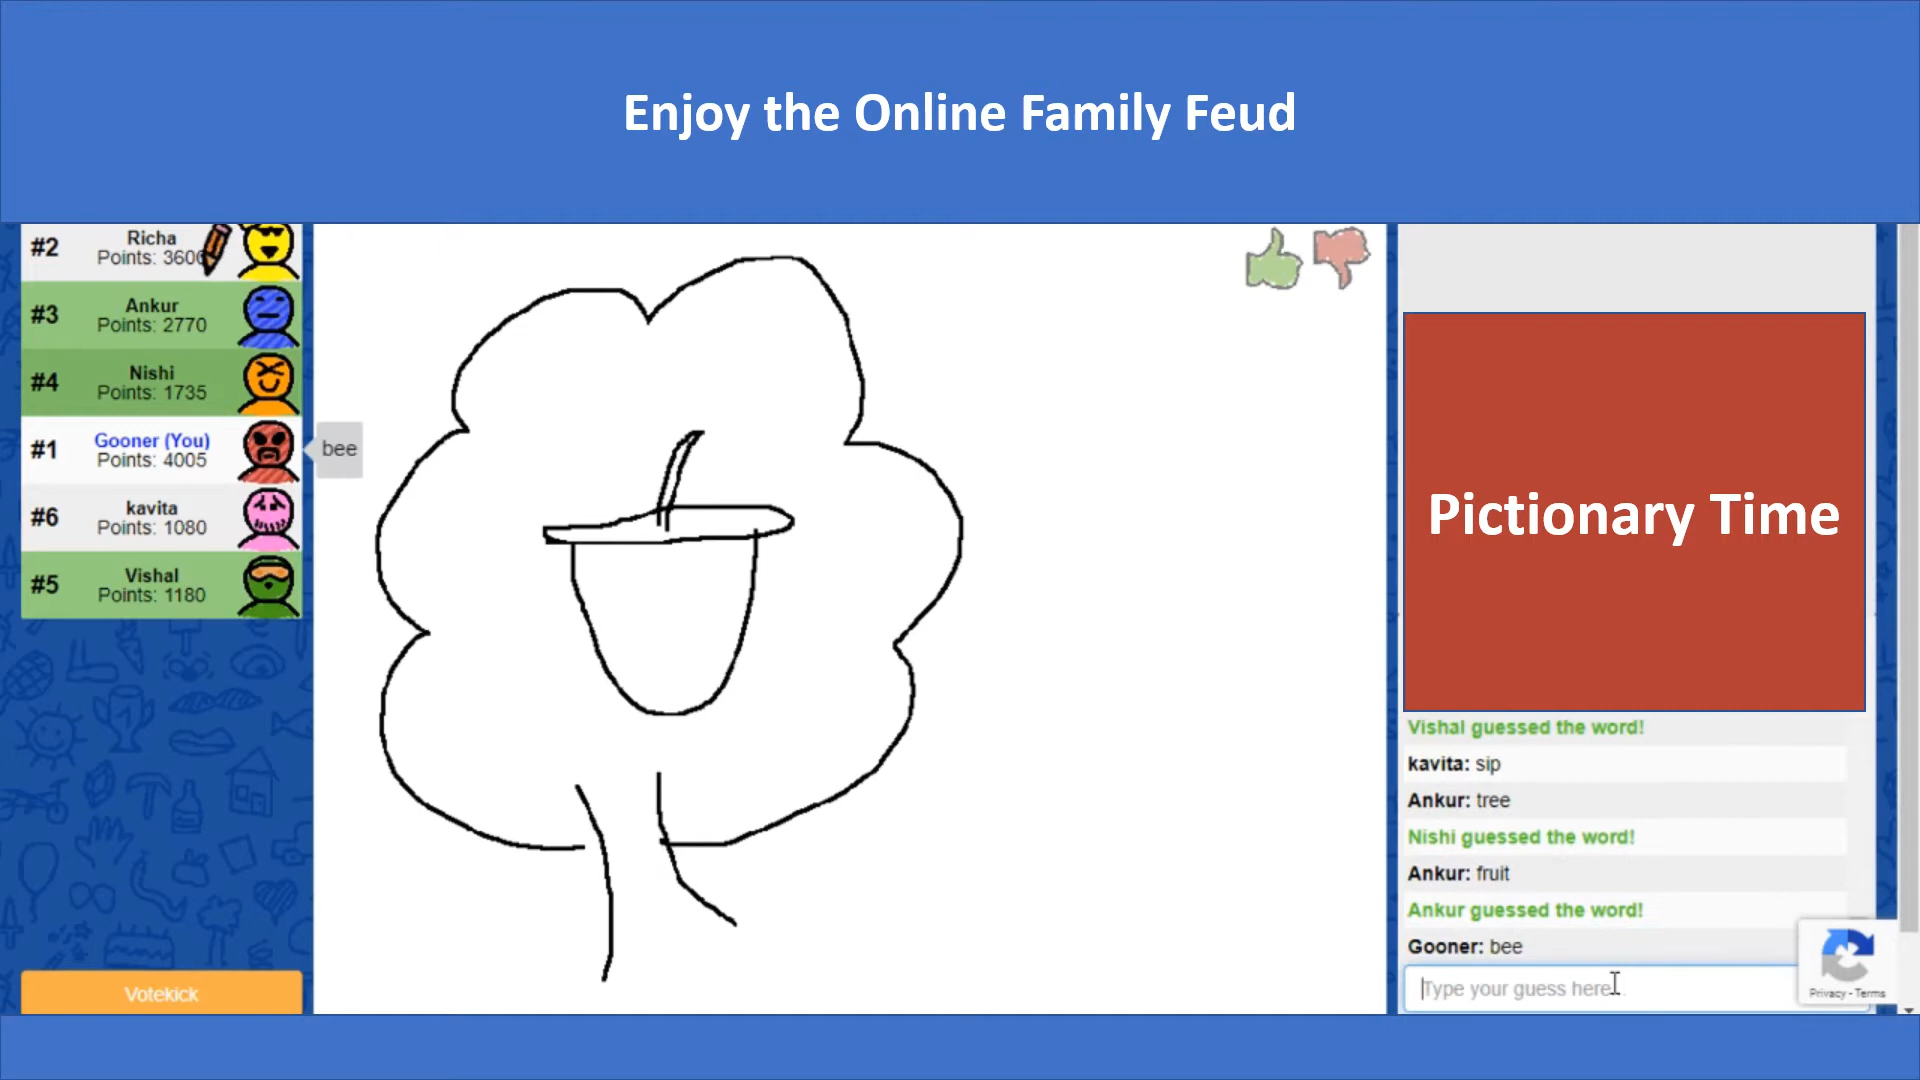 Enjoy the Online Family Feud
#2
Richa
Points: 3600
#3
Ankur
Points: 2770
#4
Nishi
Points: 1735
#1
Gooner (You)
Points: 4005
bee
#6
kavita
Points: 1080
#5
Vishal
Points: 1180
Votekick
Pictionary Time
Vishal guessed the word!
kavita: sip
Ankur: tree
Nishi guessed the word!
Ankur: fruit
Ankur guessed the word!
Gooner: bee
Type your guess here...
Privacy - Terms